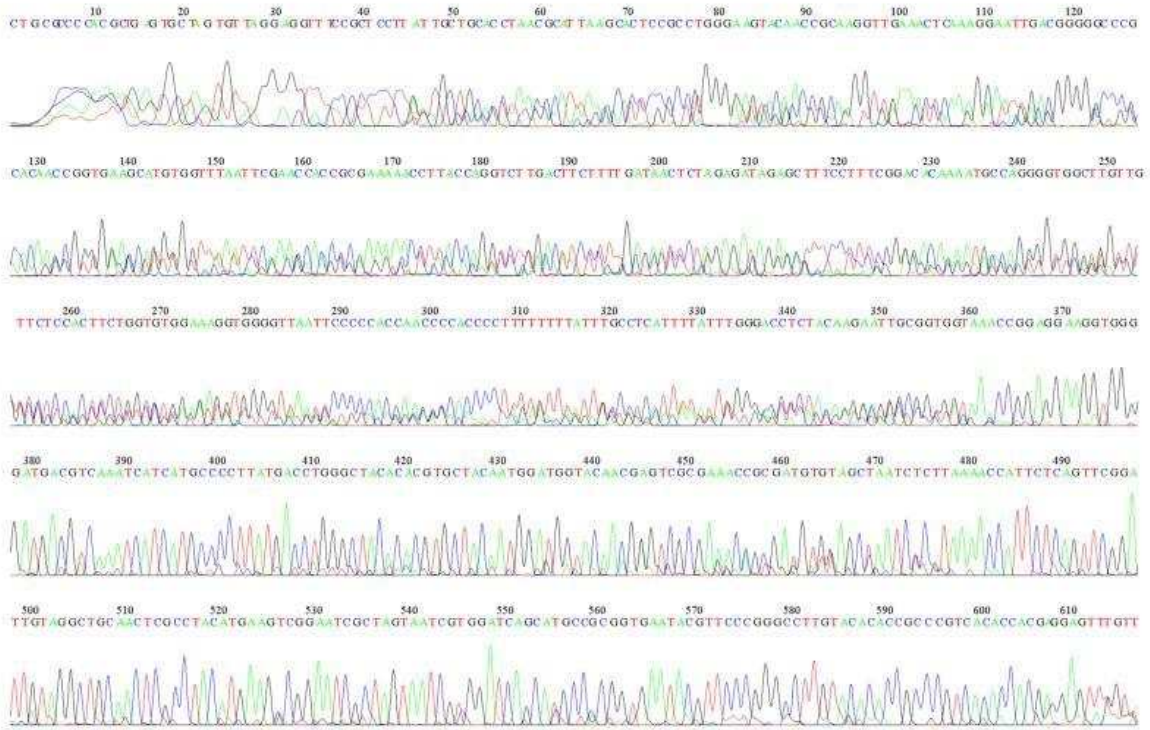 10 20 30 40 50 60 70 80 90 100 110 120
CTGCGCCCACGCTGAGTGCTAGTGTTAGGAGGTTTCCGCTCCTTATTGCTGCACCTAACGCATTAAGCACTCCGCCTGGGAAGTACAACCGCAAGGTTGAAACTCAAAGGAATTGACGGGGGCCCG
130 140 150 160 170 180 190 200 210 220 230 240 250
CACAACCGGTGAAGCATGTGGTTTAATTCGAACCACCGCGAAAAACCTTACCAGGTCTTGACTTCTTTTGATAACTCTAGAGATAGAGCTTTCCTTTCGGACACAAAATGCCAGGGGTGGCTTGTTG
260 270 280 290 300 310 320 330 340 350 360 370
TTCTCCACTTCTGGTGTGGAAAGGTGGGGTTAATTCCCCCACCAACCCCACCCCTTTTTTTTATTTGCCTCATTTTATTTGGGACCTCTACAAGAATTGCGGTGGTAAACCGGAGGAAGGTGGG
380 390 400 410 420 430 440 450 460 470 480 490
GATGACGTCAAATCATCATGCCCCTTATGACCTGGGCTACACACGTGCTACAATGGATGGTACAACGAGTCGCGAAACCGCGATGTGTAGCTAATCTCTTAAAACCATTCTCAGTTCGGA
500 510 520 530 540 550 560 570 580 590 600 610
TTGTAGGCTGCAACTCGCCTACATGAAGTCGGAATCGCTAGTAATCGTGGATCAGCATGCCGCGGTGAATACGTTCCCGGGCCTTGTACACACCGCCCGTCACACCACGAGGAGTTTGTT